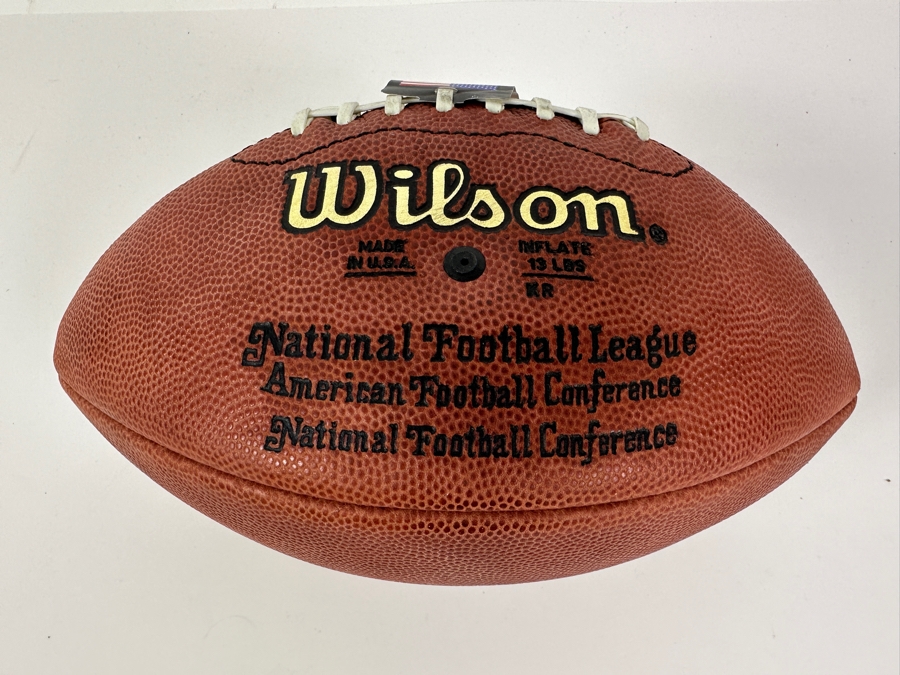 Wilson®
MADE
IN U.S.A.
INFLATE
13 LBS
KR
National Football League
American Football Conference
National Football Conference